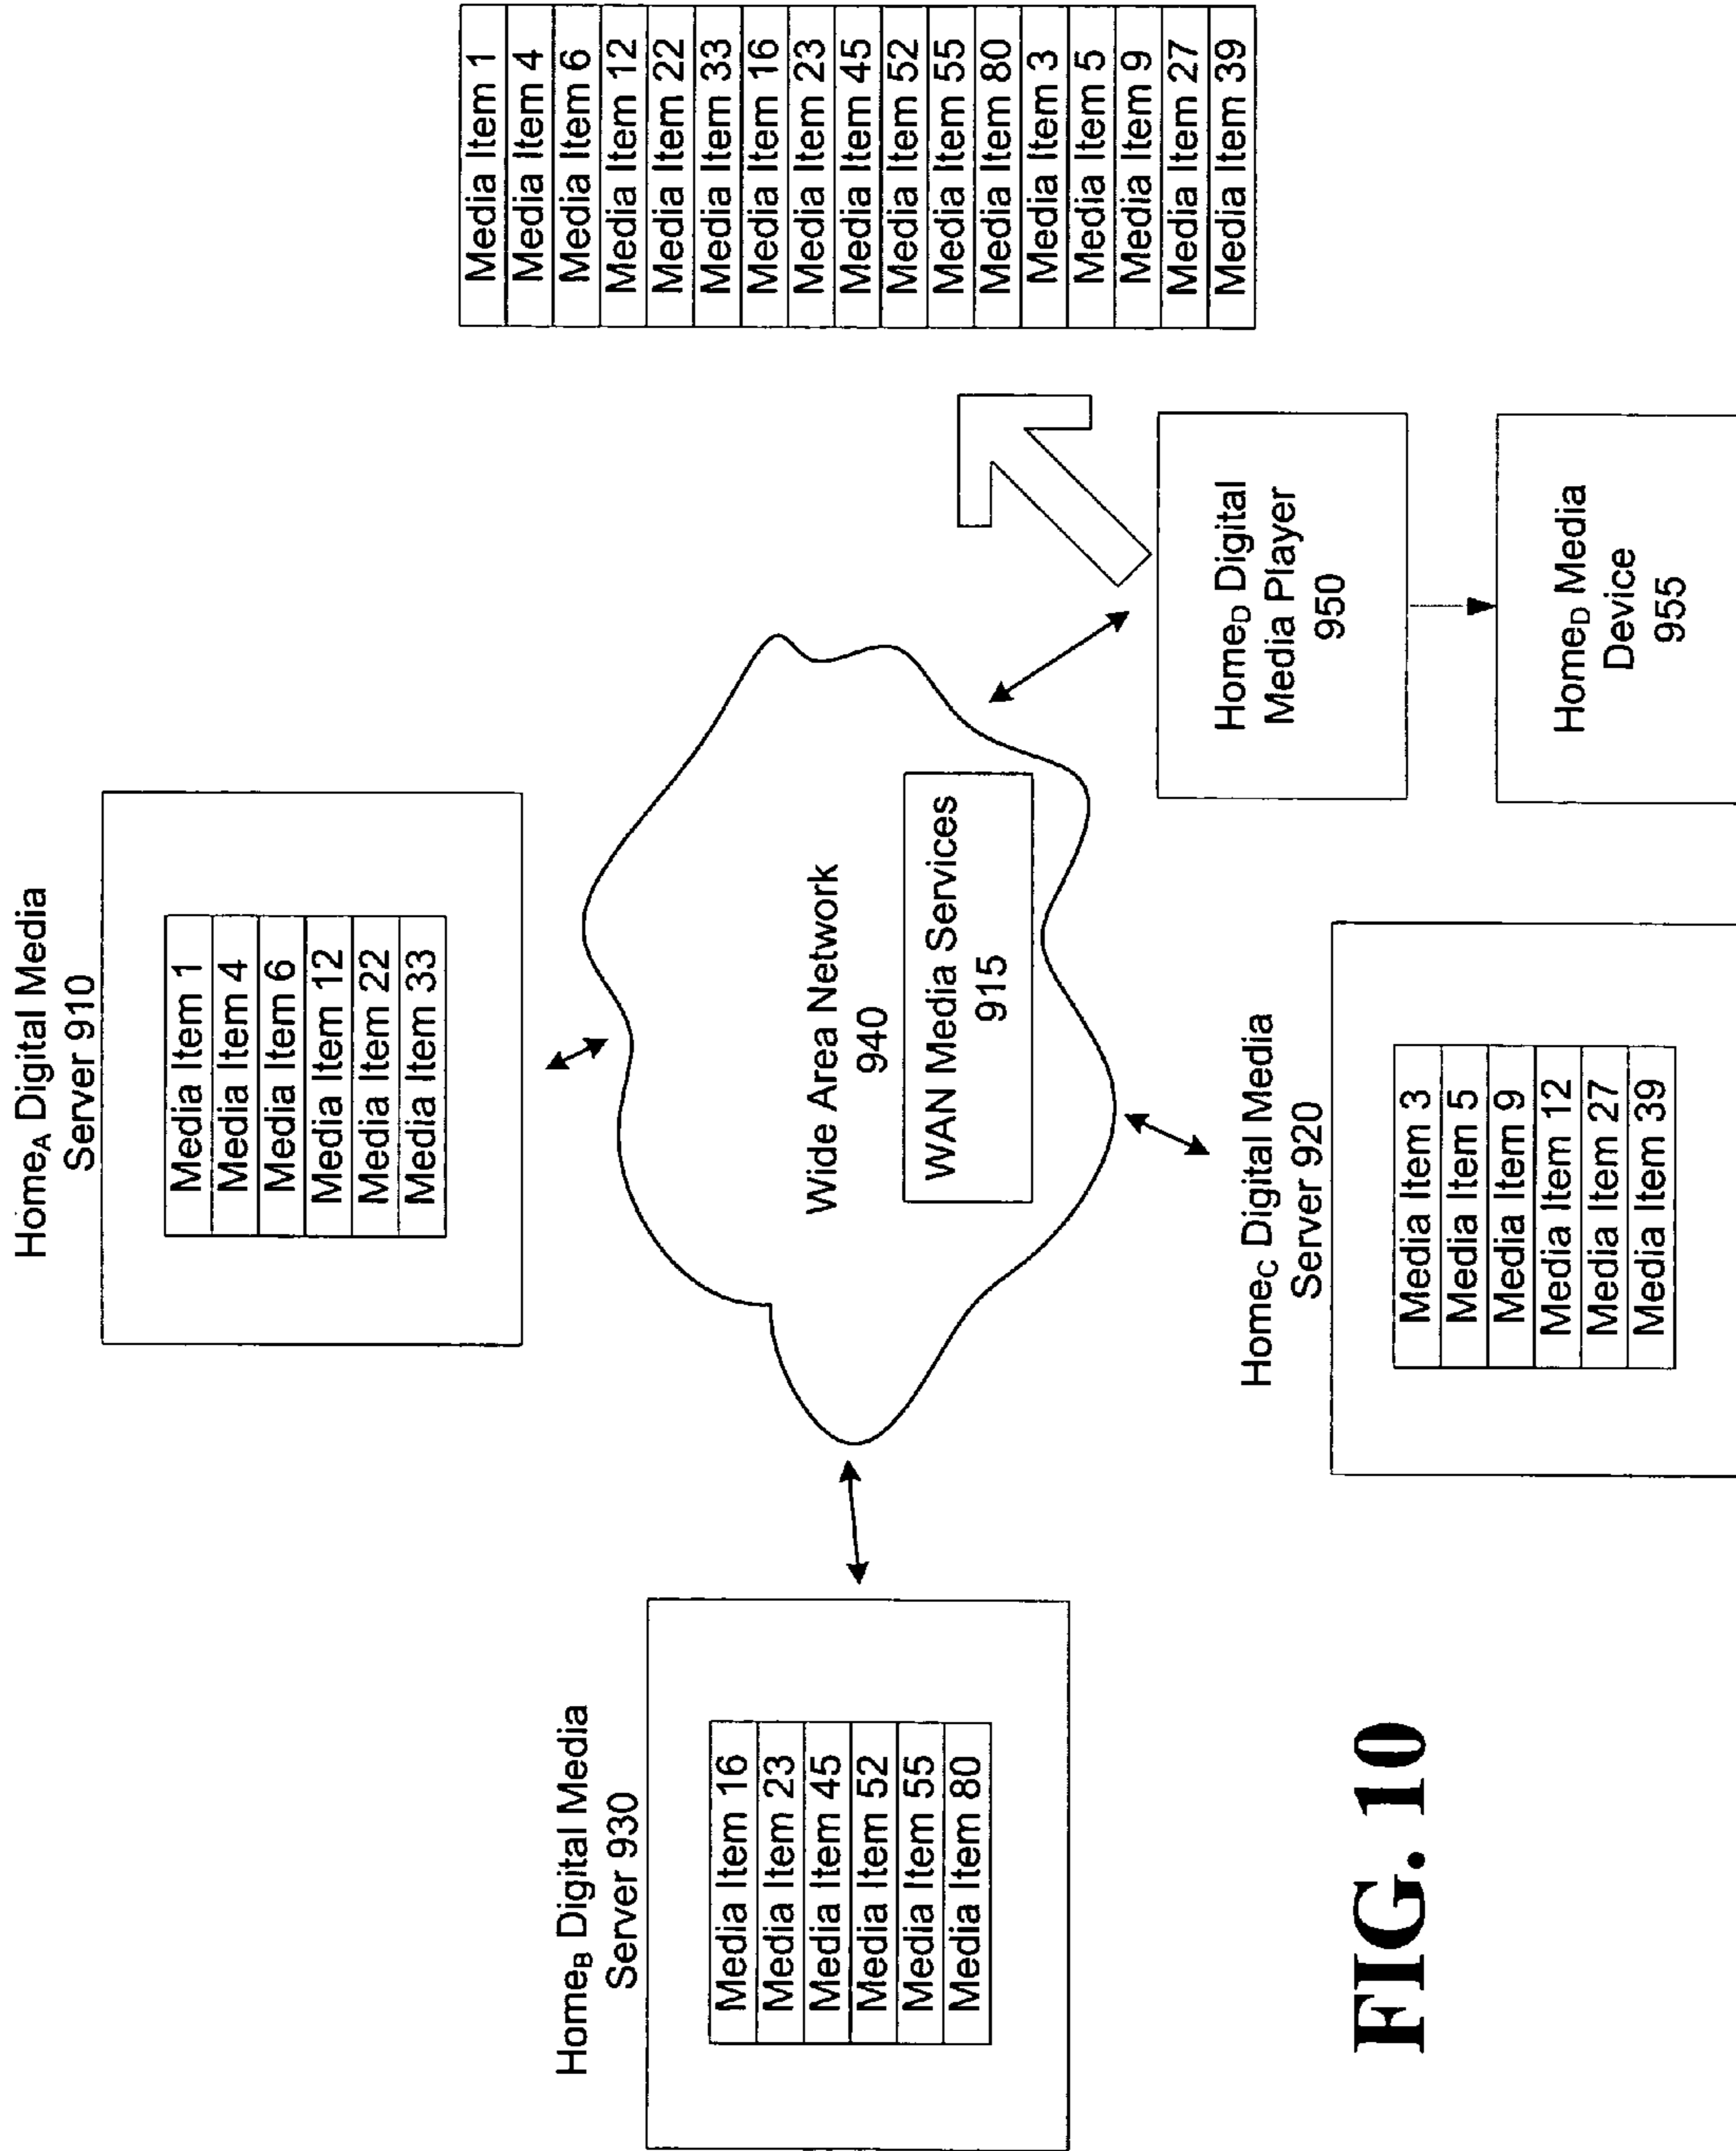 Home_A Digital Media
Server 910
Media Item 1
Media Item 4
Media Item 6
Media Item 12
Media Item 22
Media Item 33
Home_B Digital Media
Server 930
Media Item 16
Media Item 23
Media Item 45
Media Item 52
Media Item 55
Media Item 80
Wide Area Network
940
WAN Media Services
915
Home_C Digital Media
Server 920
Media Item 3
Media Item 5
Media Item 9
Media Item 12
Media Item 27
Media Item 39
Home_D Digital
Media Player
950
Home_D Media
Device
955
Media Item 1
Media Item 4
Media Item 6
Media Item 12
Media Item 22
Media Item 33
Media Item 16
Media Item 23
Media Item 45
Media Item 52
Media Item 55
Media Item 80
Media Item 3
Media Item 5
Media Item 9
Media Item 27
Media Item 39
FIG. 10